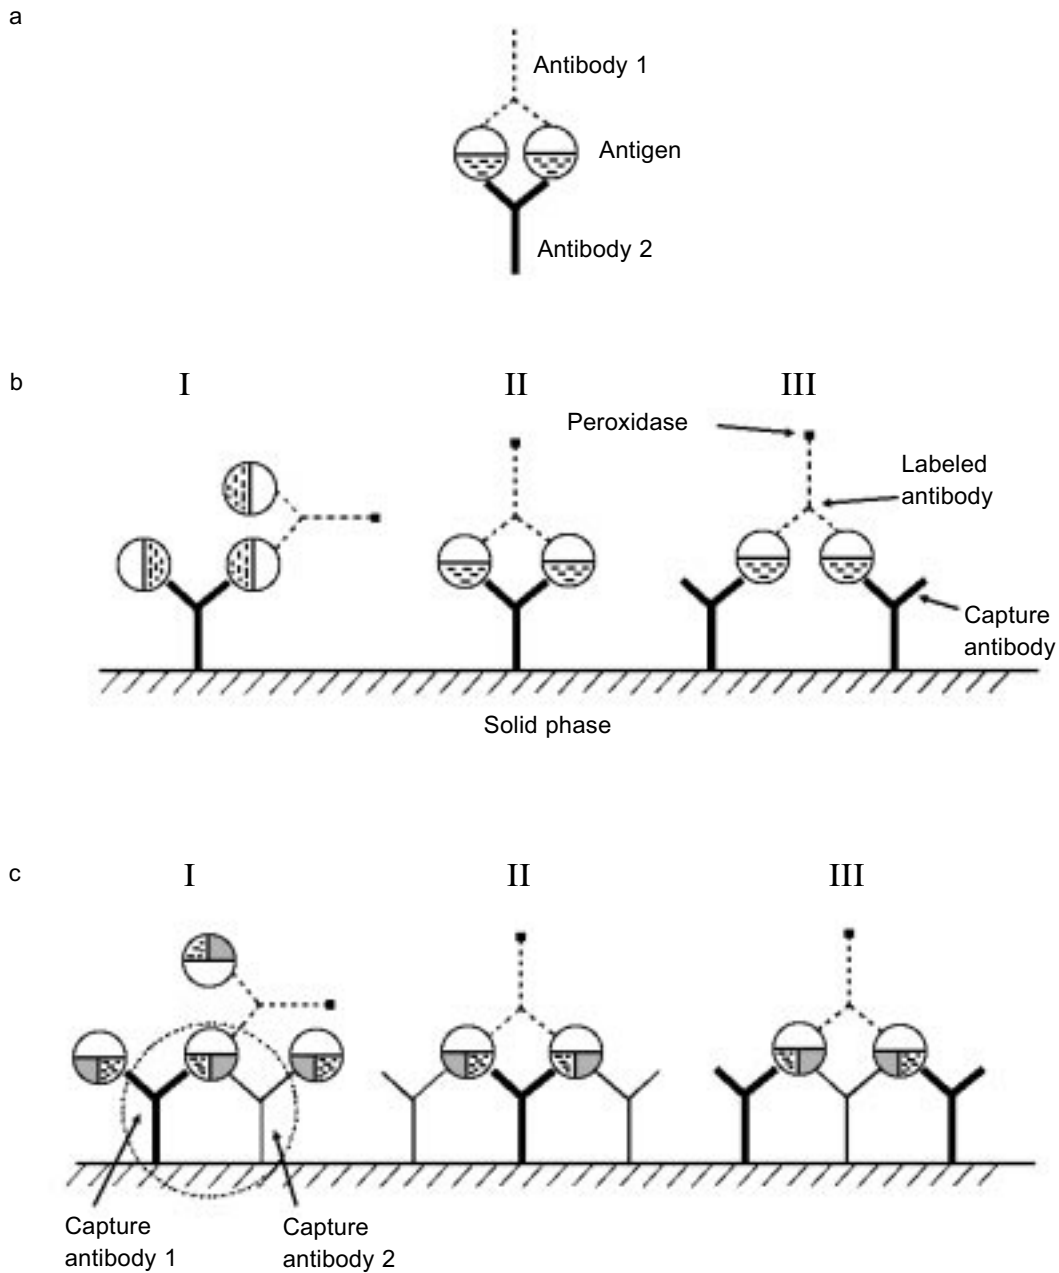 a
Antibody 1
Antigen
Antibody 2
b
I
II
III
Peroxidase
Labeled
antibody
Capture
antibody
Solid phase
c
I
II
III
Capture
antibody 1
Capture
antibody 2